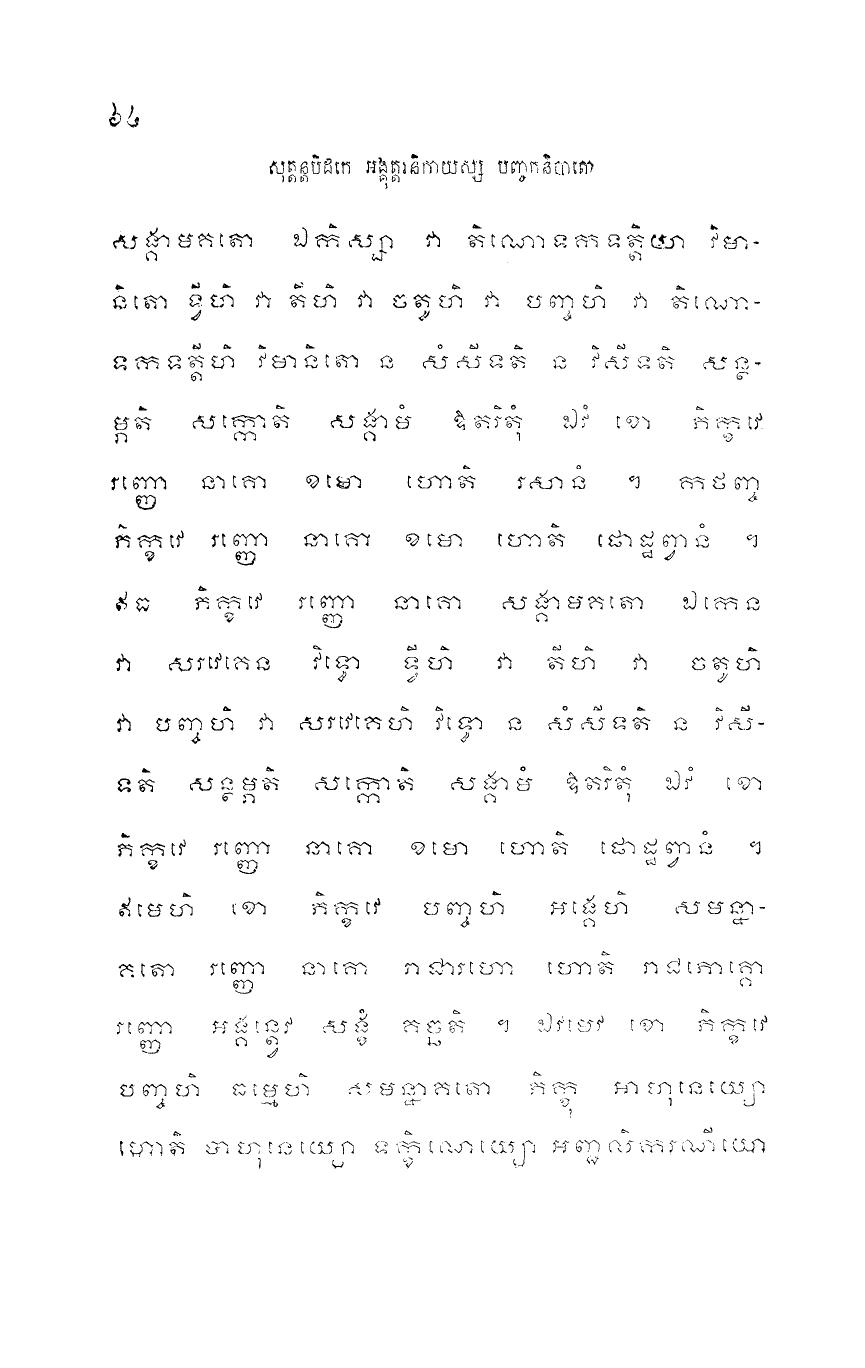 ៦៤
សុត្តន្តបិដកេ អង្គុត្តរនិកាយស្ស បញ្ចកនិបាតោ
សង្គាមគតោ ឯកិស្សា វា តិណោទកទត្តិយា វិមា-
និតោ ទ្វីហិ វា តីហិ វា ចតូហិ វា បញ្ចហិ វា តិណោ-
ទកទត្តីហិ វិមានិតោ ន សំសីទតិ ន វិសីទតិ សន្ថ-
ម្ភតិ សក្កោតិ សង្គាមំ ឱតរិតុំ ឯវំ ខោ ភិក្ខវេ
រញ្ញោ នាគោ ខមោ ហោតិ រសានំ ។ កថញ្ច
ភិក្ខវេ រញ្ញោ នាគោ ខមោ ហោតិ ផោដ្ឋព្វានំ ។
ឥធ ភិក្ខវេ រញ្ញោ នាគោ សង្គាមគតោ ឯកេន
វា សរវេគេន វិទ្ធោ ទ្វីហិ វា តីហិ វា ចតូហិ
វា បញ្ចហិ វា សរវេគេហិ វិទ្ធោ ន សំសីទតិ ន វិសី-
ទតិ សន្ថម្ភតិ សក្កោតិ សង្គាមំ ឱតរិតុំ ឯវំ ខោ
ភិក្ខវេ រញ្ញោ នាគោ ខមោ ហោតិ ផោដ្ឋព្វានំ ។
ឥមេហិ ខោ ភិក្ខវេ បញ្ចហិ អង្គេហិ សមន្នា-
គតោ រញ្ញោ នាគោ រាជារហោ ហោតិ រាជភោគ្គោ
រញ្ញោ អង្គន្ត្វេវ សង្ខំ គច្ឆតិ ។ ឯវមេវ ខោ ភិក្ខវេ
បញ្ចហិ ធម្មេហិ សមន្នាគតោ ភិក្ខុ អាហុនេយ្យោ
ហោតិ បាហុនេយ្យោ ទក្ខិណេយ្យោ អញ្ជលិករណីយោ